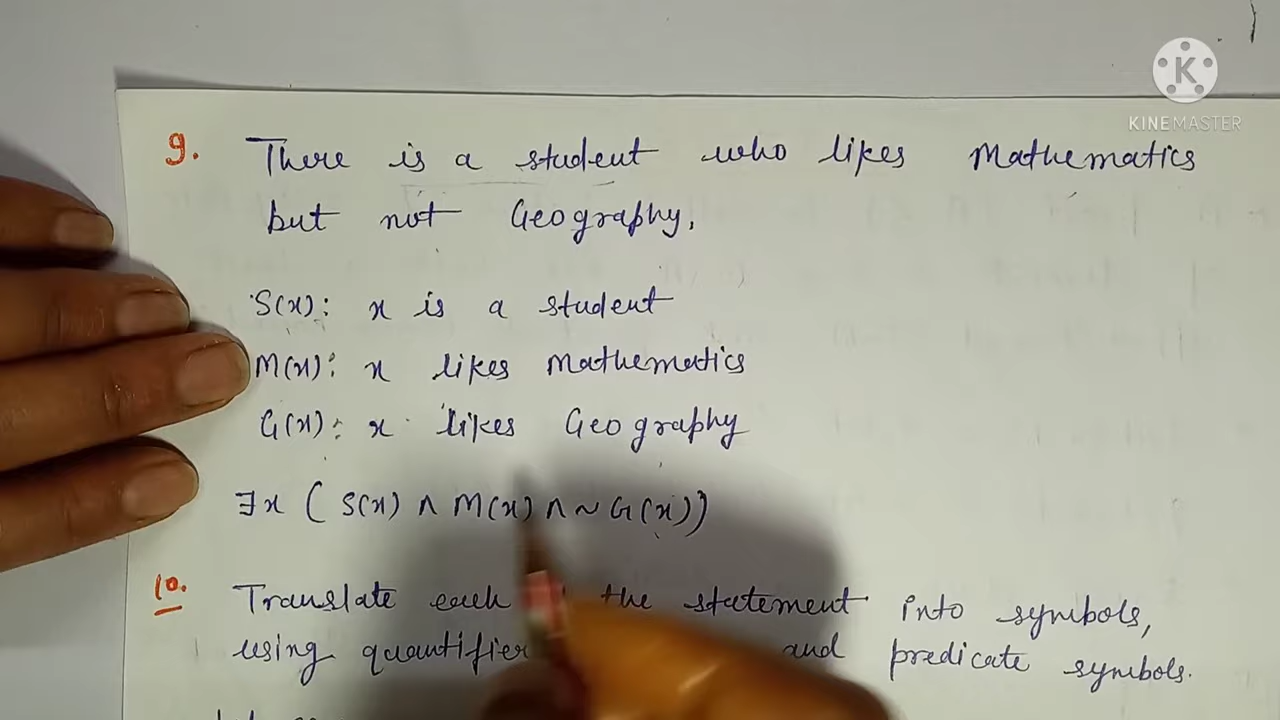 K
KINEMASTER
9. There is a student who likes Mathematics
but not Geography.
S(x): x is a student
M(x): x likes Mathematics
G(x): x likes Geography
∃x ( S(x) ∧ M(x) ∧ ~ G(x))
10. Translate each the statement into symbols,
using quantifier and predicate symbols.